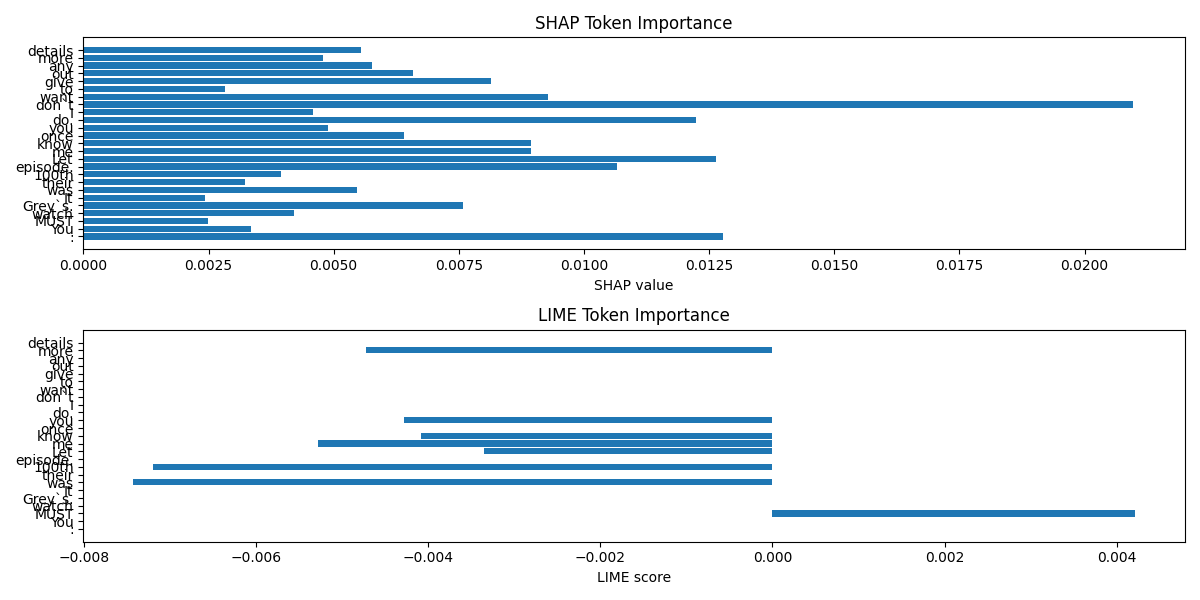 SHAP Token Importance
details
more
any
out
give
to
want
don`t
I
do,
you
once
know
me
Let
episode.
100th
their
was
It
Grey`s.
watch
MUST
You
:
0.0000 0.0025 0.0050 0.0075 0.0100 0.0125 0.0150 0.0175 0.0200
SHAP value
LIME Token Importance
details
more
any
out
give
to
want
don`t
I
do,
you
once
know
me
Let
episode.
100th
their
was
It
Grey`s.
watch
MUST
You
:
−0.008 −0.006 −0.004 −0.002 0.000 0.002 0.004
LIME score